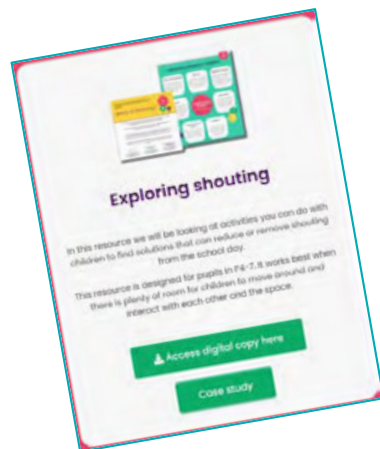 Exploring shouting
In this resource we will be looking at activities you can do with
children to find solutions that can reduce or remove shouting
from the school day.
This resource is designed for pupils in P4-7. It works best when
there is plenty of room for children to move around and
interact with each other and the space.
Access digital copy here
Case study